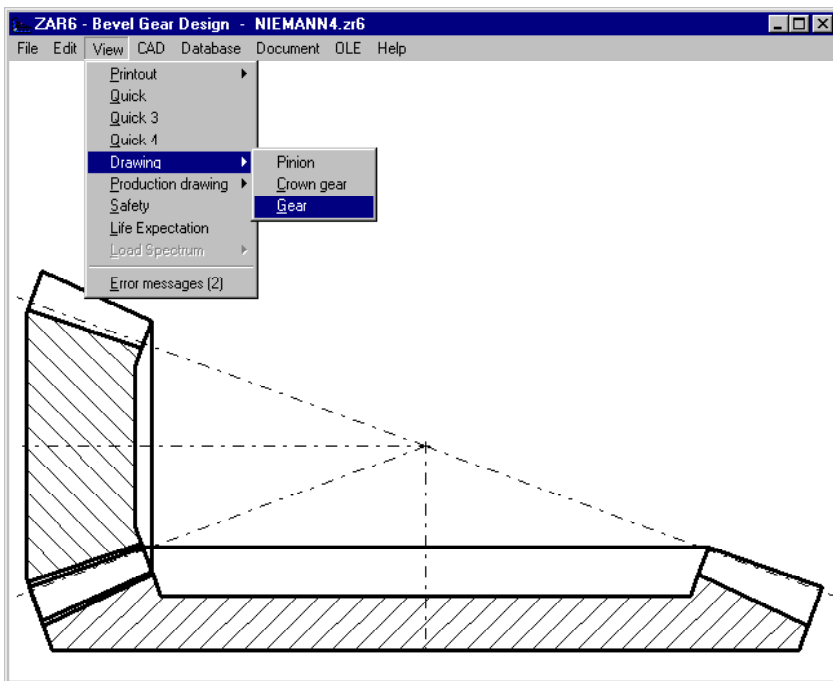 ZAR6 - Bevel Gear Design - NIEMANN4.zr6
File Edit View CAD Database Document OLE Help
Printout
Quick
Quick 3
Quick 4
Drawing
Production drawing
Safety
Life Expectation
Load Spectrum
Error messages (2)
Pinion
Crown gear
Gear